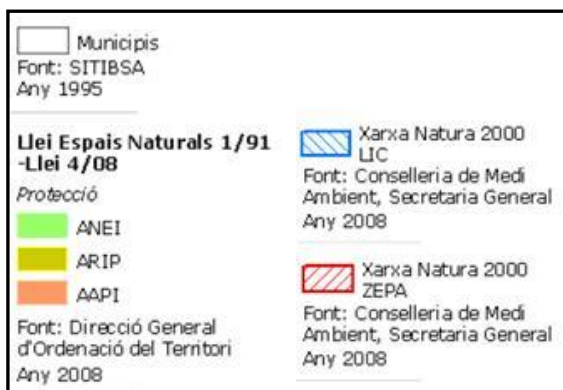 Municipis
Font: SITIBSA
Any 1995
Llei Espais Naturals 1/91
-Llei 4/08
Protecció
ANEI
ARIP
AAPI
Font: Direcció General
d'Ordenació del Territori
Any 2008
Xarxa Natura 2000
LIC
Font: Conselleria de Medi
Ambient, Secretaria General
Any 2008
Xarxa Natura 2000
ZEPA
Font: Conselleria de Medi
Ambient, Secretaria General
Any 2008